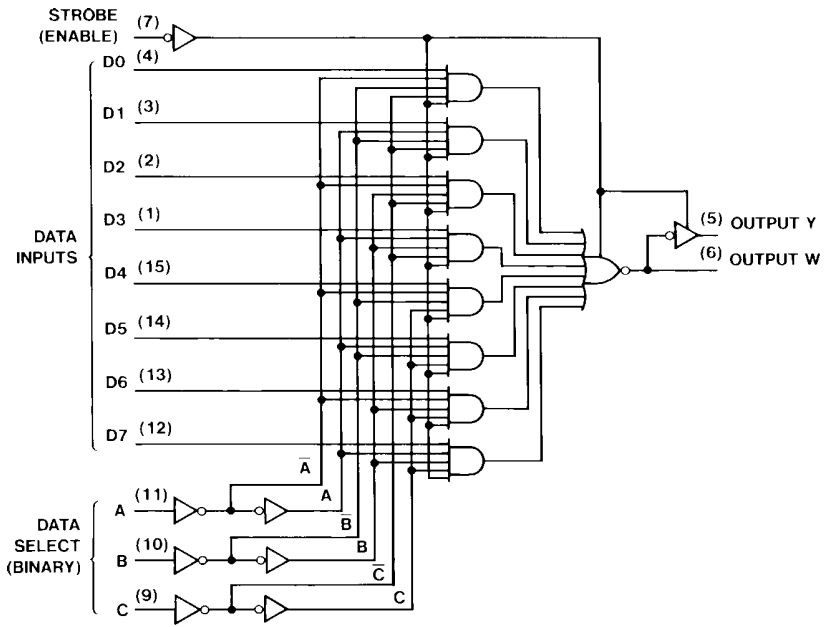 STROBE (7)
(ENABLE)
D0 (4)
D1 (3)
D2 (2)
D3 (1)
DATA
INPUTS
D4 (15)
D5 (14)
D6 (13)
D7 (12)
(5) OUTPUT Y
(6) OUTPUT W
A̅
A
B̅
B
C̅
C
DATA
SELECT
(BINARY)
A (11)
B (10)
C (9)